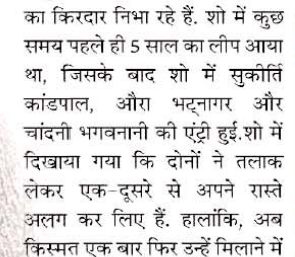 का किरदार निभा रहे हैं. शो में कुछ
समय पहले ही 5 साल का लीप आया
था, जिसके बाद शो में सुकीर्ति
कांडपाल, औरा भट्नागर और
चांदनी भगवनानी की एंट्री हुई.शो में
दिखाया गया कि दोनों ने तलाक
लेकर एक-दूसरे से अपने रास्ते
अलग कर लिए हैं. हालांकि, अब
किस्मत एक बार फिर उन्हें मिलाने में